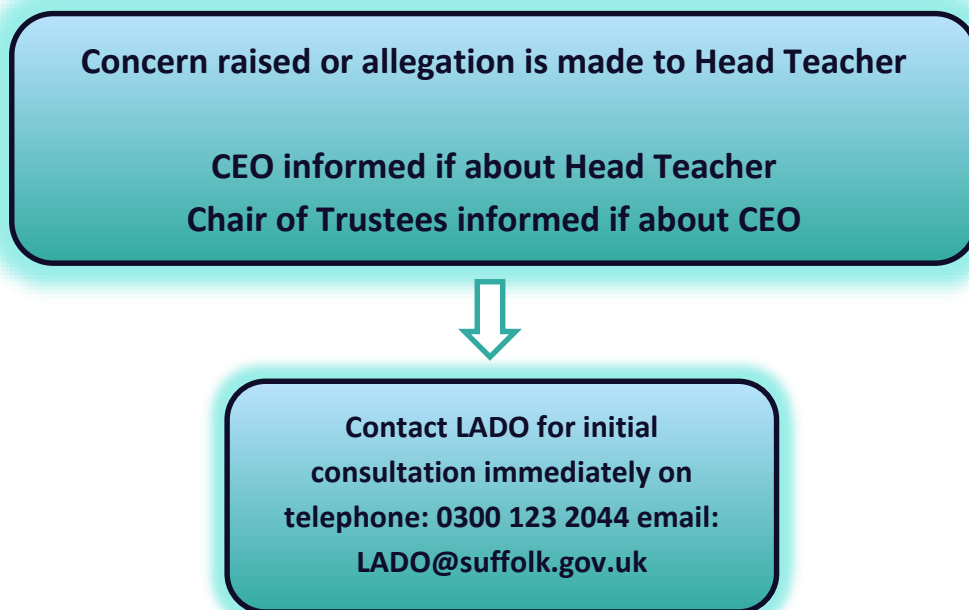 Concern raised or allegation is made to Head Teacher
CEO informed if about Head Teacher
Chair of Trustees informed if about CEO
Contact LADO for initial
consultation immediately on
telephone: 0300 123 2044 email:
LADO@suffolk.gov.uk